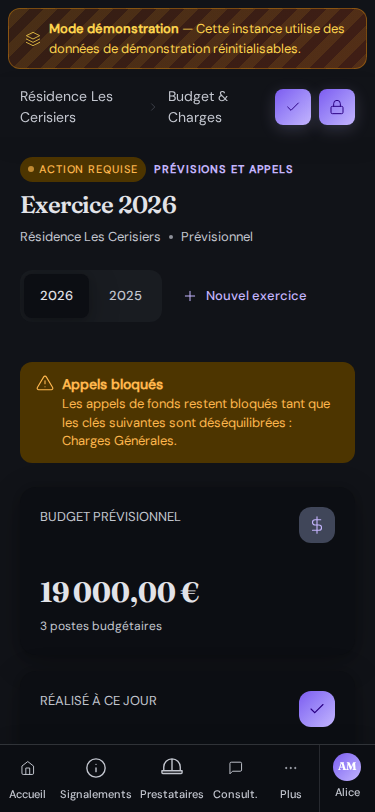 Mode démonstration — Cette instance utilise des
données de démonstration réinitialisables.
Résidence Les
Cerisiers
Budget &
Charges
ACTION REQUISE
PRÉVISIONS ET APPELS
Exercice 2026
Résidence Les Cerisiers • Prévisionnel
2026
2025
Nouvel exercice
Appels bloqués
Les appels de fonds restent bloqués tant que
les clés suivantes sont déséquilibrées :
Charges Générales.
BUDGET PRÉVISIONNEL
19 000,00 €
3 postes budgétaires
RÉALISÉ À CE JOUR
Accueil
Signalements
Prestataires
Consult.
Plus
AM
Alice